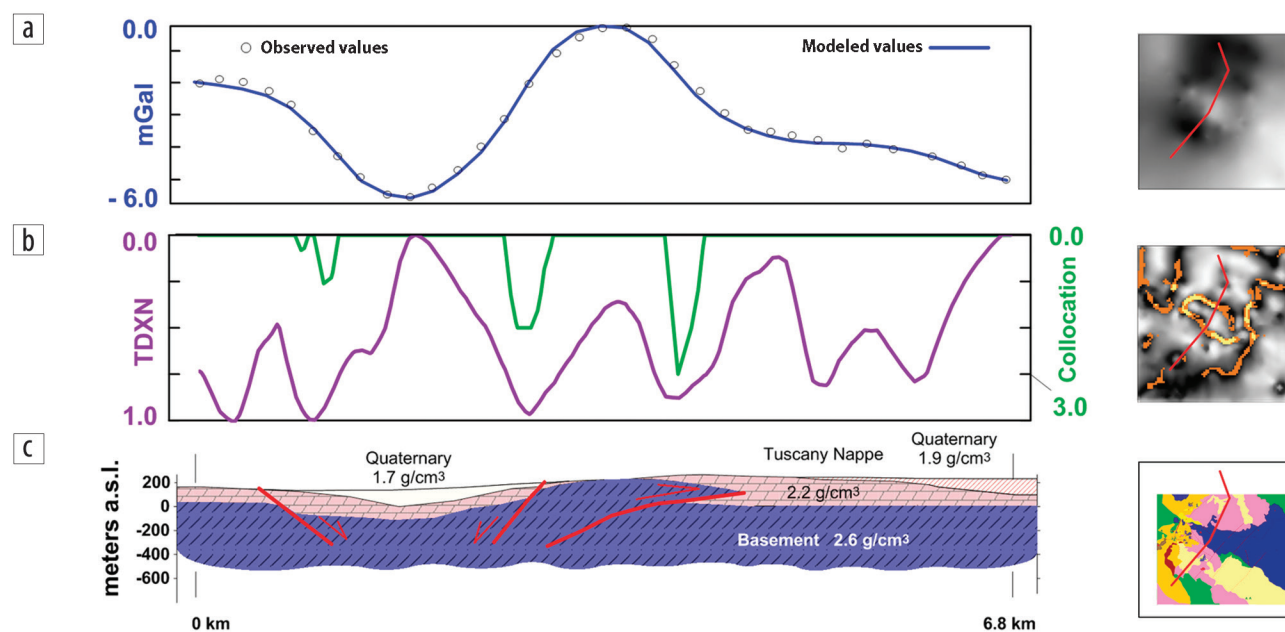 a
0.0
Observed values
Modeled values
mGal
- 6.0
b
0.0
0.0
TDXN
Collocation
1.0
3.0
c
meters a.s.l.
200
0
-200
-400
-600
Quaternary
1.7 g/cm³
Tuscany Nappe
Quaternary
1.9 g/cm³
2.2 g/cm³
Basement 2.6 g/cm³
0 km
6.8 km